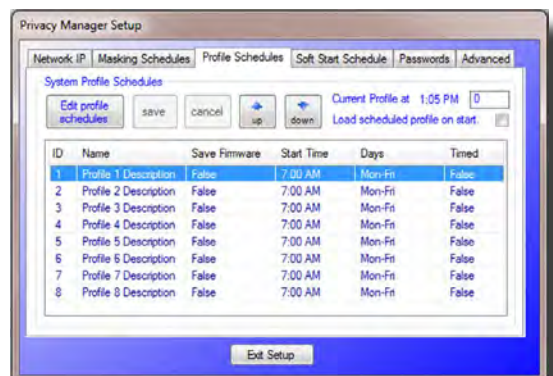 Privacy Manager Setup
Network IP Masking Schedules Profile Schedules Soft Start Schedule Passwords Advanced
System Profile Schedules
Edit profile schedules save cancel up down Current Profile at 1:05 PM 0
Load scheduled profile on start.
ID Name Save Firmware Start Time Days Timed
1 Profile 1 Description False 7:00 AM Mon-Fri False
2 Profile 2 Description False 7:00 AM Mon-Fri False
3 Profile 3 Description False 7:00 AM Mon-Fri False
4 Profile 4 Description False 7:00 AM Mon-Fri False
5 Profile 5 Description False 7:00 AM Mon-Fri False
6 Profile 6 Description False 7:00 AM Mon-Fri False
7 Profile 7 Description False 7:00 AM Mon-Fri False
8 Profile 8 Description False 7:00 AM Mon-Fri False
Exit Setup